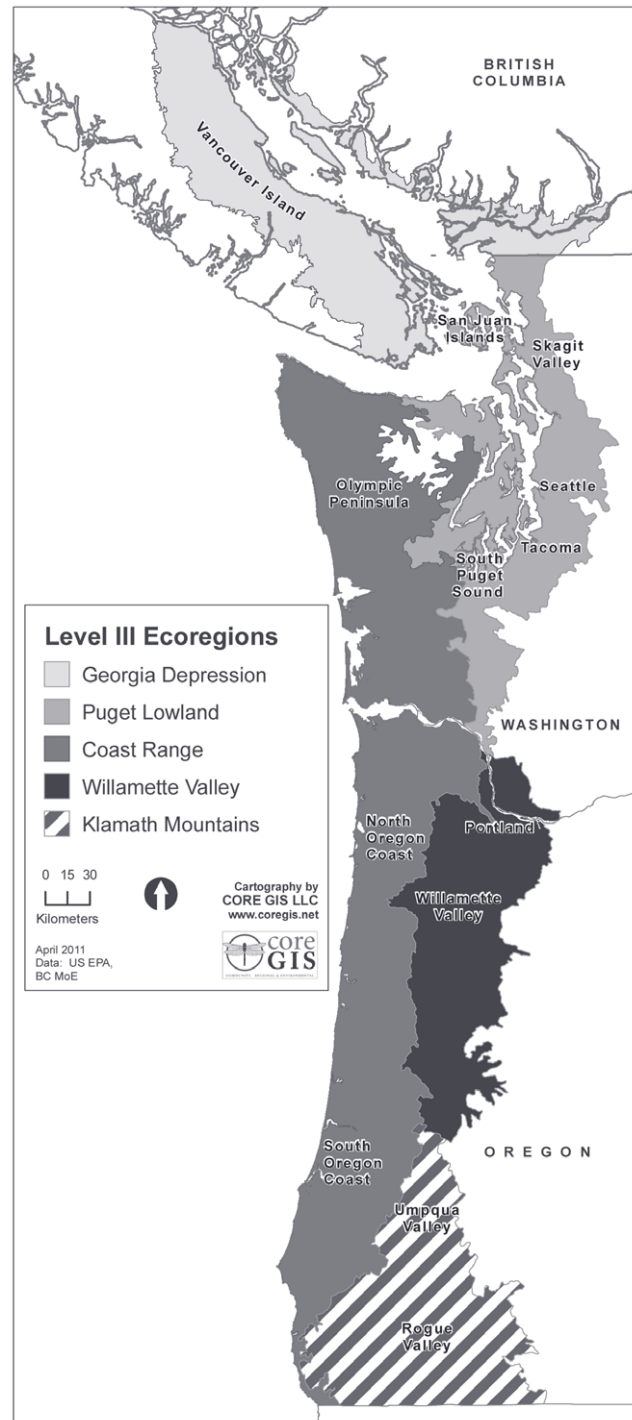 BRITISH
COLUMBIA
Vancouver Island
San Juan
Islands
Skagit
Valley
Olympic
Peninsula
Seattle
Tacoma
South
Puget
Sound
WASHINGTON
Level III Ecoregions
Georgia Depression
Puget Lowland
Coast Range
Willamette Valley
Klamath Mountains
0 15 30
Kilometers
Cartography by
CORE GIS LLC
www.coregis.net
April 2011
Data: US EPA,
BC MoE
core
GIS
North
Oregon
Coast
Portland
Willamette
Valley
OREGON
South
Oregon
Coast
Umpqua
Valley
Rogue
Valley